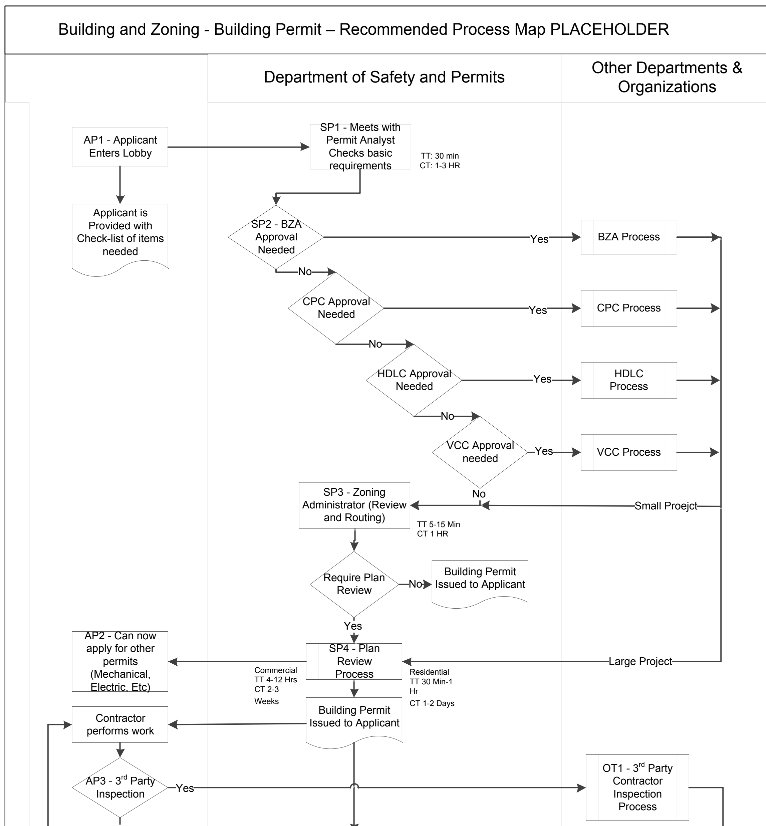 Building and Zoning - Building Permit – Recommended Process Map PLACEHOLDER
Department of Safety and Permits
Other Departments &
Organizations
AP1 - Applicant
Enters Lobby
SP1 - Meets with
Permit Analyst
Checks basic
requirements
TT: 30 min
CT: 1-3 HR
Applicant is
Provided with
Check-list of items
needed
SP2 - BZA
Approval
Needed
Yes
BZA Process
No
CPC Approval
Needed
Yes
CPC Process
No
HDLC Approval
Needed
Yes
HDLC
Process
No
VCC Approval
needed
Yes
VCC Process
No
SP3 - Zoning
Administrator (Review
and Routing)
Small Proejct
TT 5-15 Min
CT 1 HR
Require Plan
Review
No
Building Permit
Issued to Applicant
Yes
AP2 - Can now
apply for other
permits
(Mechanical,
Electric, Etc)
SP4 - Plan
Review
Process
Large Project
Commercial
TT 4-12 Hrs
CT 2-3
Weeks
Residential
TT 30 Min-1
Hr
CT 1-2 Days
Contractor
performs work
Building Permit
Issued to Applicant
AP3 - 3rd Party
Inspection
Yes
OT1 - 3rd Party
Contractor
Inspection
Process